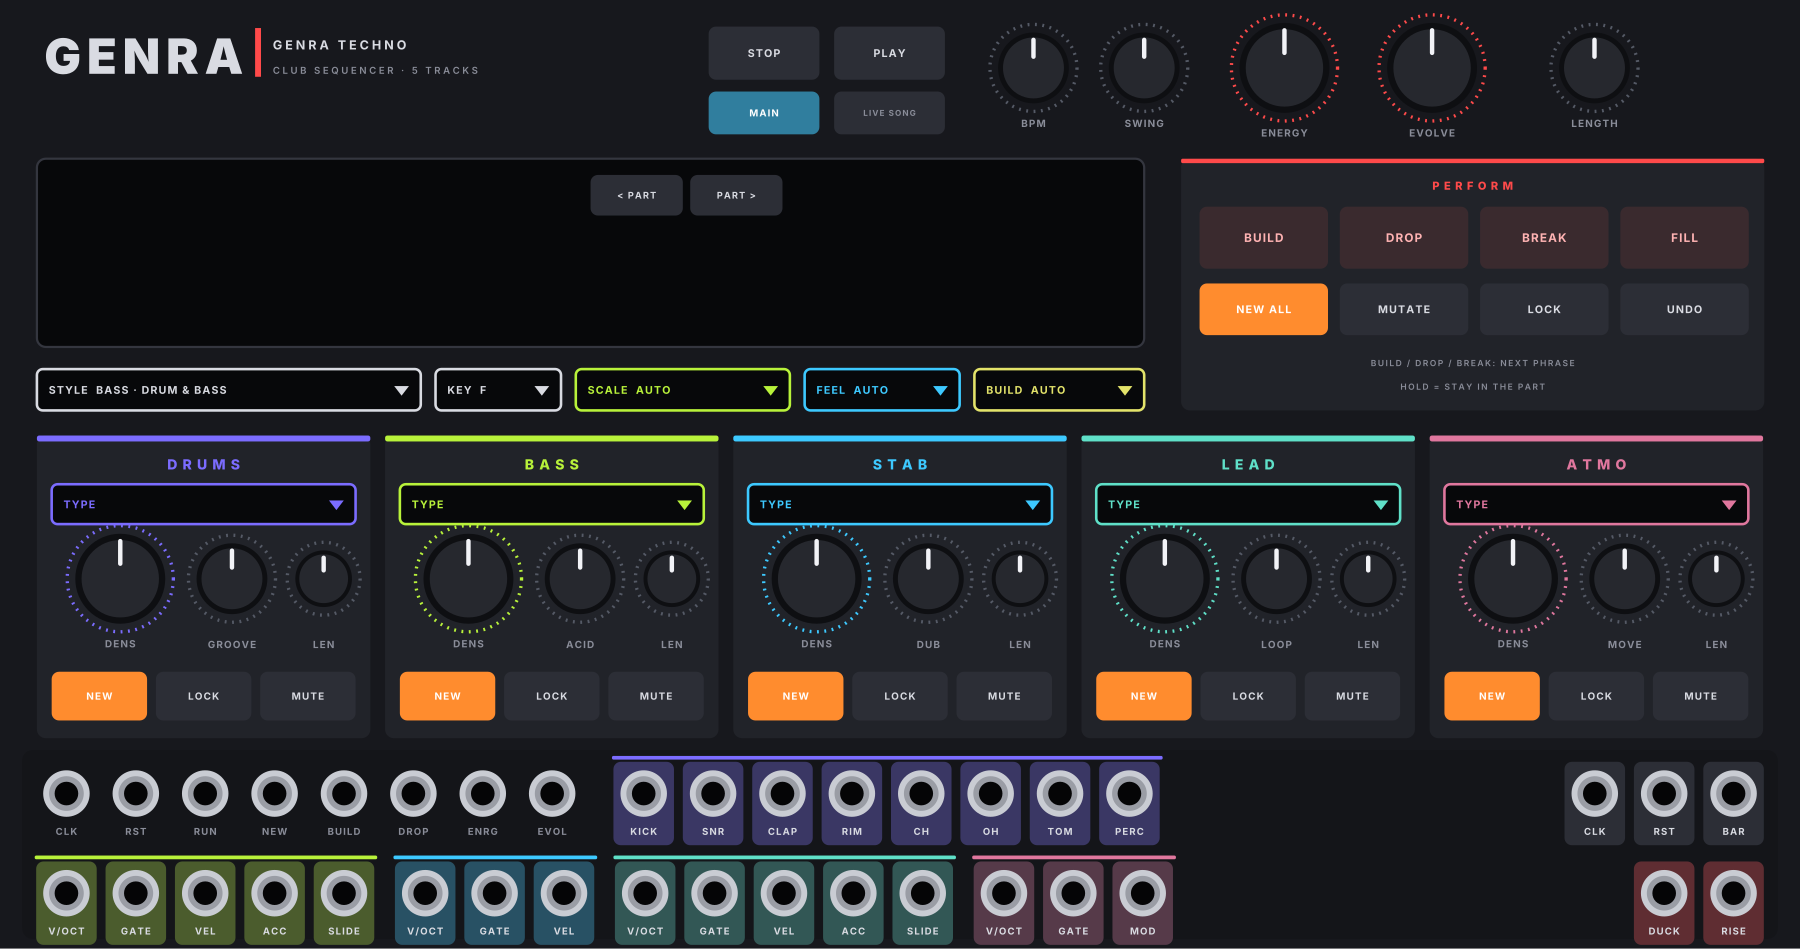 GENRA
GENRA TECHNO
CLUB SEQUENCER · 5 TRACKS
STOP PLAY
MAIN LIVE SONG
BPM SWING ENERGY EVOLVE LENGTH
< PART PART >
PERFORM
BUILD DROP BREAK FILL
NEW ALL MUTATE LOCK UNDO
BUILD / DROP / BREAK: NEXT PHRASE
HOLD = STAY IN THE PART
STYLE BASS · DRUM & BASS KEY F SCALE AUTO FEEL AUTO BUILD AUTO
DRUMS
TYPE
DENS GROOVE LEN
NEW LOCK MUTE
BASS
TYPE
DENS ACID LEN
NEW LOCK MUTE
STAB
TYPE
DENS DUB LEN
NEW LOCK MUTE
LEAD
TYPE
DENS LOOP LEN
NEW LOCK MUTE
ATMO
TYPE
DENS MOVE LEN
NEW LOCK MUTE
CLK RST RUN NEW BUILD DROP ENRG EVOL KICK SNR CLAP RIM CH OH TOM PERC CLK RST BAR
V/OCT GATE VEL ACC SLIDE V/OCT GATE VEL V/OCT GATE VEL ACC SLIDE V/OCT GATE MOD DUCK RISE